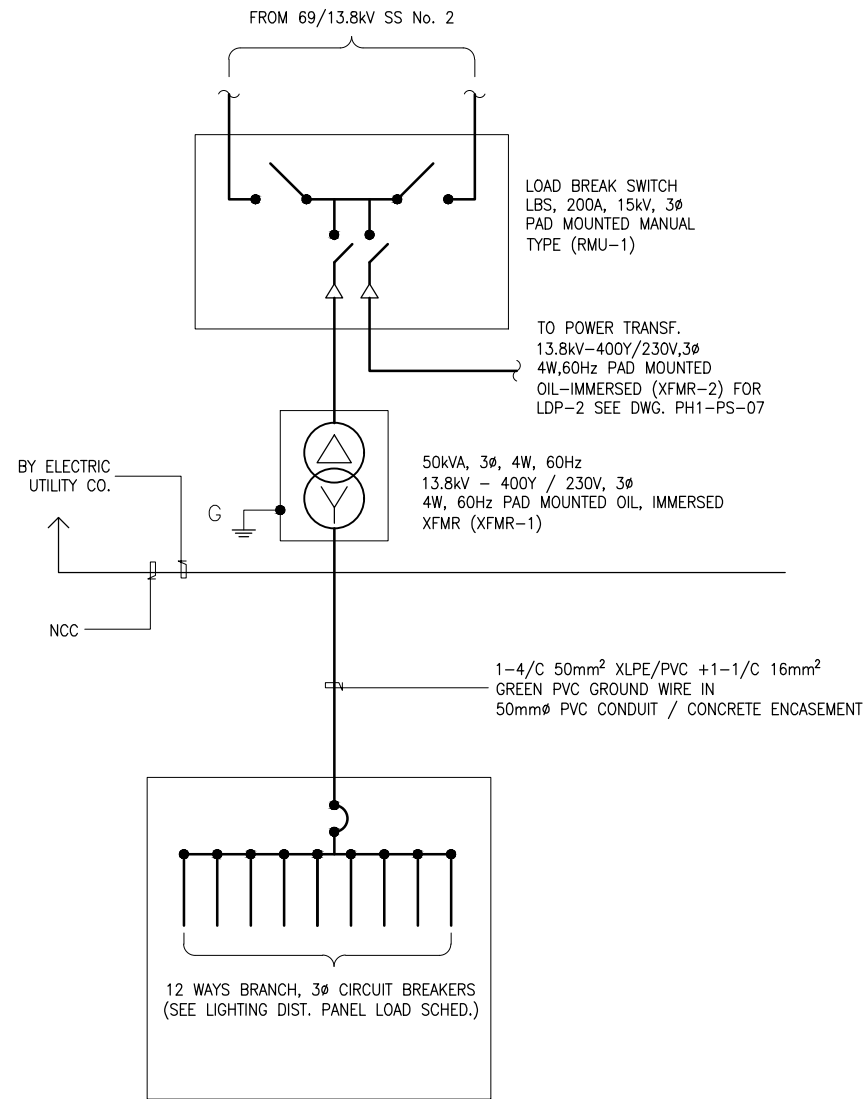 FROM 69/13.8kV SS No. 2
LOAD BREAK SWITCH
LBS, 200A, 15kV, 3ø
PAD MOUNTED MANUAL
TYPE (RMU-1)
TO POWER TRANSF.
13.8kV-400Y/230V,3ø
4W,60Hz PAD MOUNTED
OIL-IMMERSED (XFMR-2) FOR
LDP-2 SEE DWG. PH1-PS-07
50kVA, 3ø, 4W, 60Hz
13.8kV - 400Y / 230V, 3ø
4W, 60Hz PAD MOUNTED OIL, IMMERSED
XFMR (XFMR-1)
BY ELECTRIC
UTILITY CO.
G
NCC
1-4/C 50mm² XLPE/PVC +1-1/C 16mm²
GREEN PVC GROUND WIRE IN
50mmø PVC CONDUIT / CONCRETE ENCASEMENT
12 WAYS BRANCH, 3ø CIRCUIT BREAKERS
(SEE LIGHTING DIST. PANEL LOAD SCHED.)